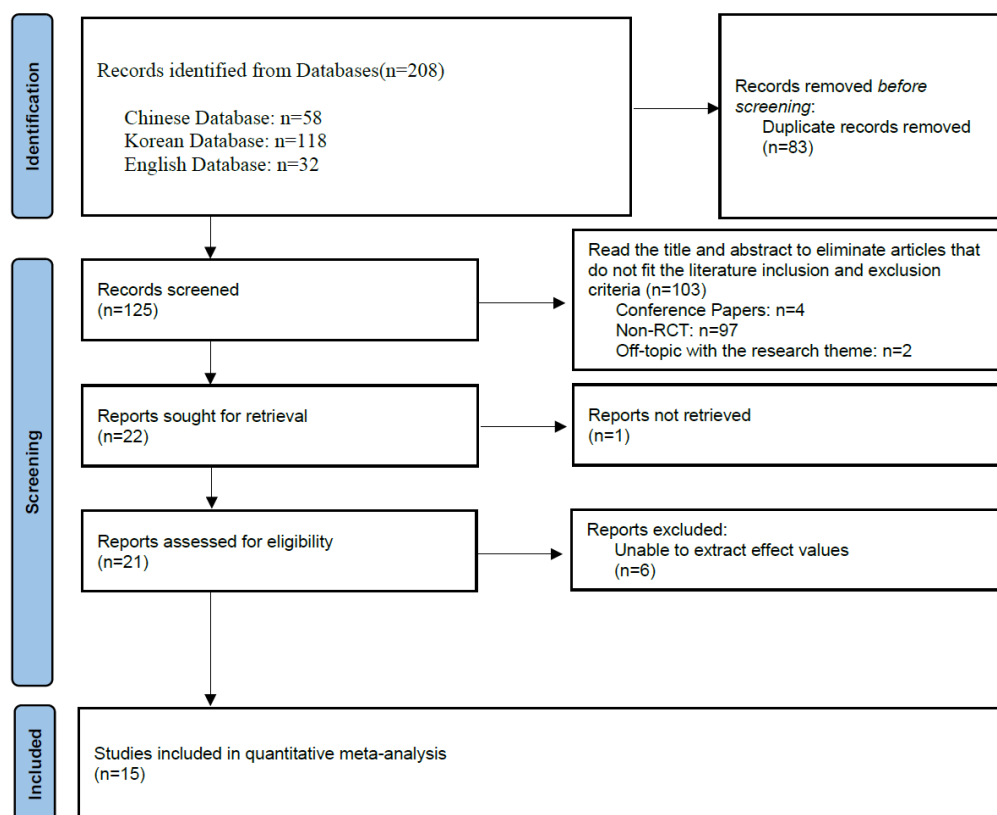 Identification
Records identified from Databases(n=208)
Chinese Database: n=58
Korean Database: n=118
English Database: n=32
Records removed before
screening:
Duplicate records removed
(n=83)
Screening
Records screened
(n=125)
Read the title and abstract to eliminate articles that
do not fit the literature inclusion and exclusion
criteria (n=103)
Conference Papers: n=4
Non-RCT: n=97
Off-topic with the research theme: n=2
Reports sought for retrieval
(n=22)
Reports not retrieved
(n=1)
Reports assessed for eligibility
(n=21)
Reports excluded:
Unable to extract effect values
(n=6)
Included
Studies included in quantitative meta-analysis
(n=15)